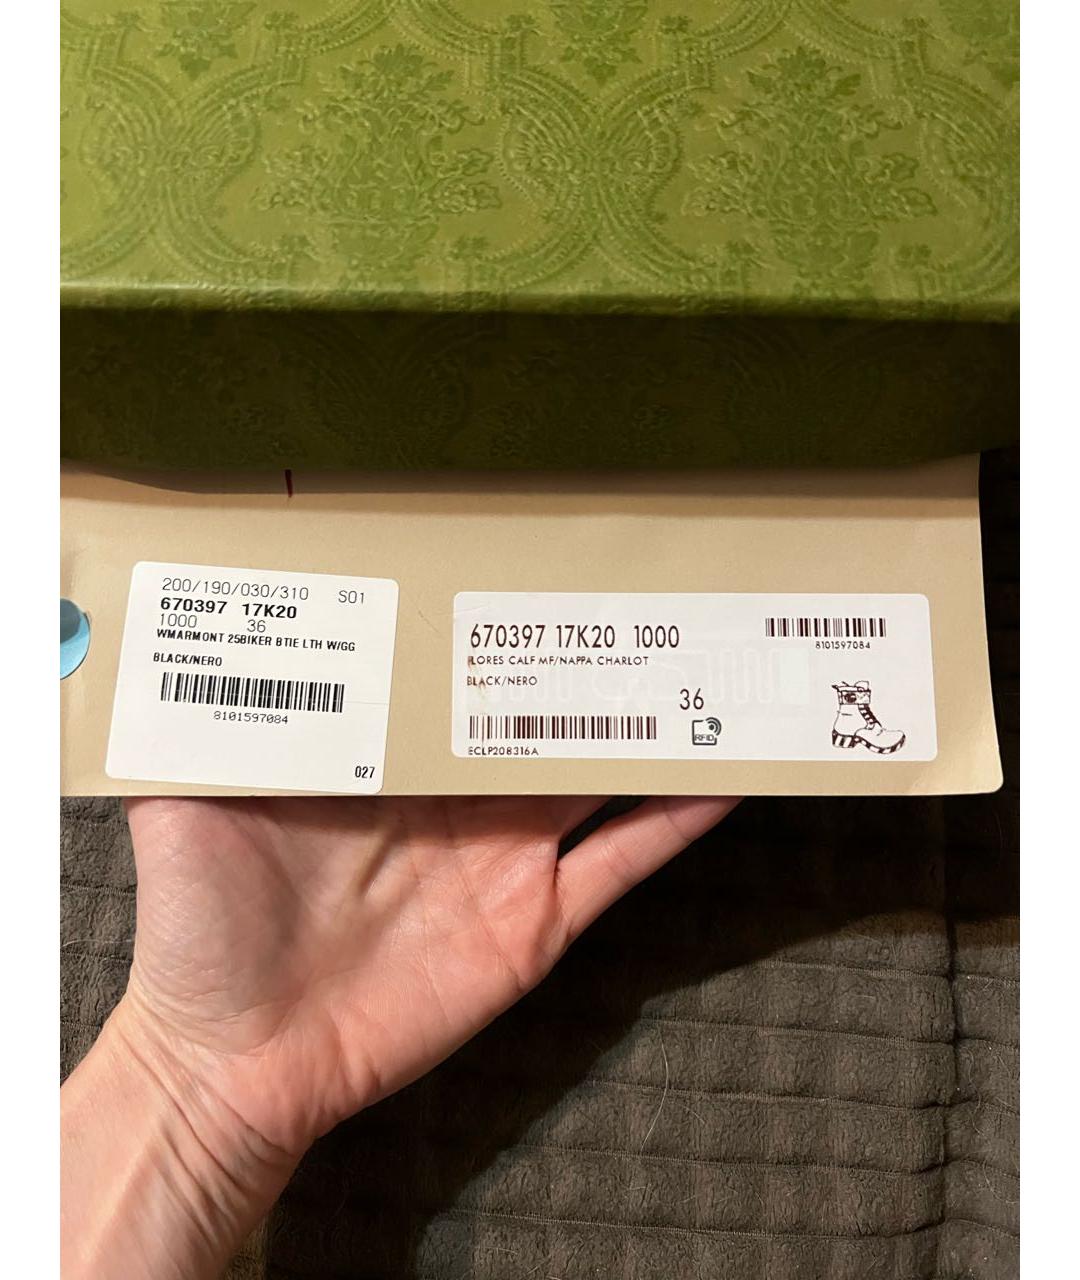 200/190/030/310 S01
670397 17K20
1000 36
WMARMONT 25BIKER BTIE LTH W/GG
BLACK/NERO
8101597084
027
670397 17K20 1000
LORES CALF MF/NAPPA CHARLOT
BLACK/NERO
36
ECLP208316A
RFID
8101597084